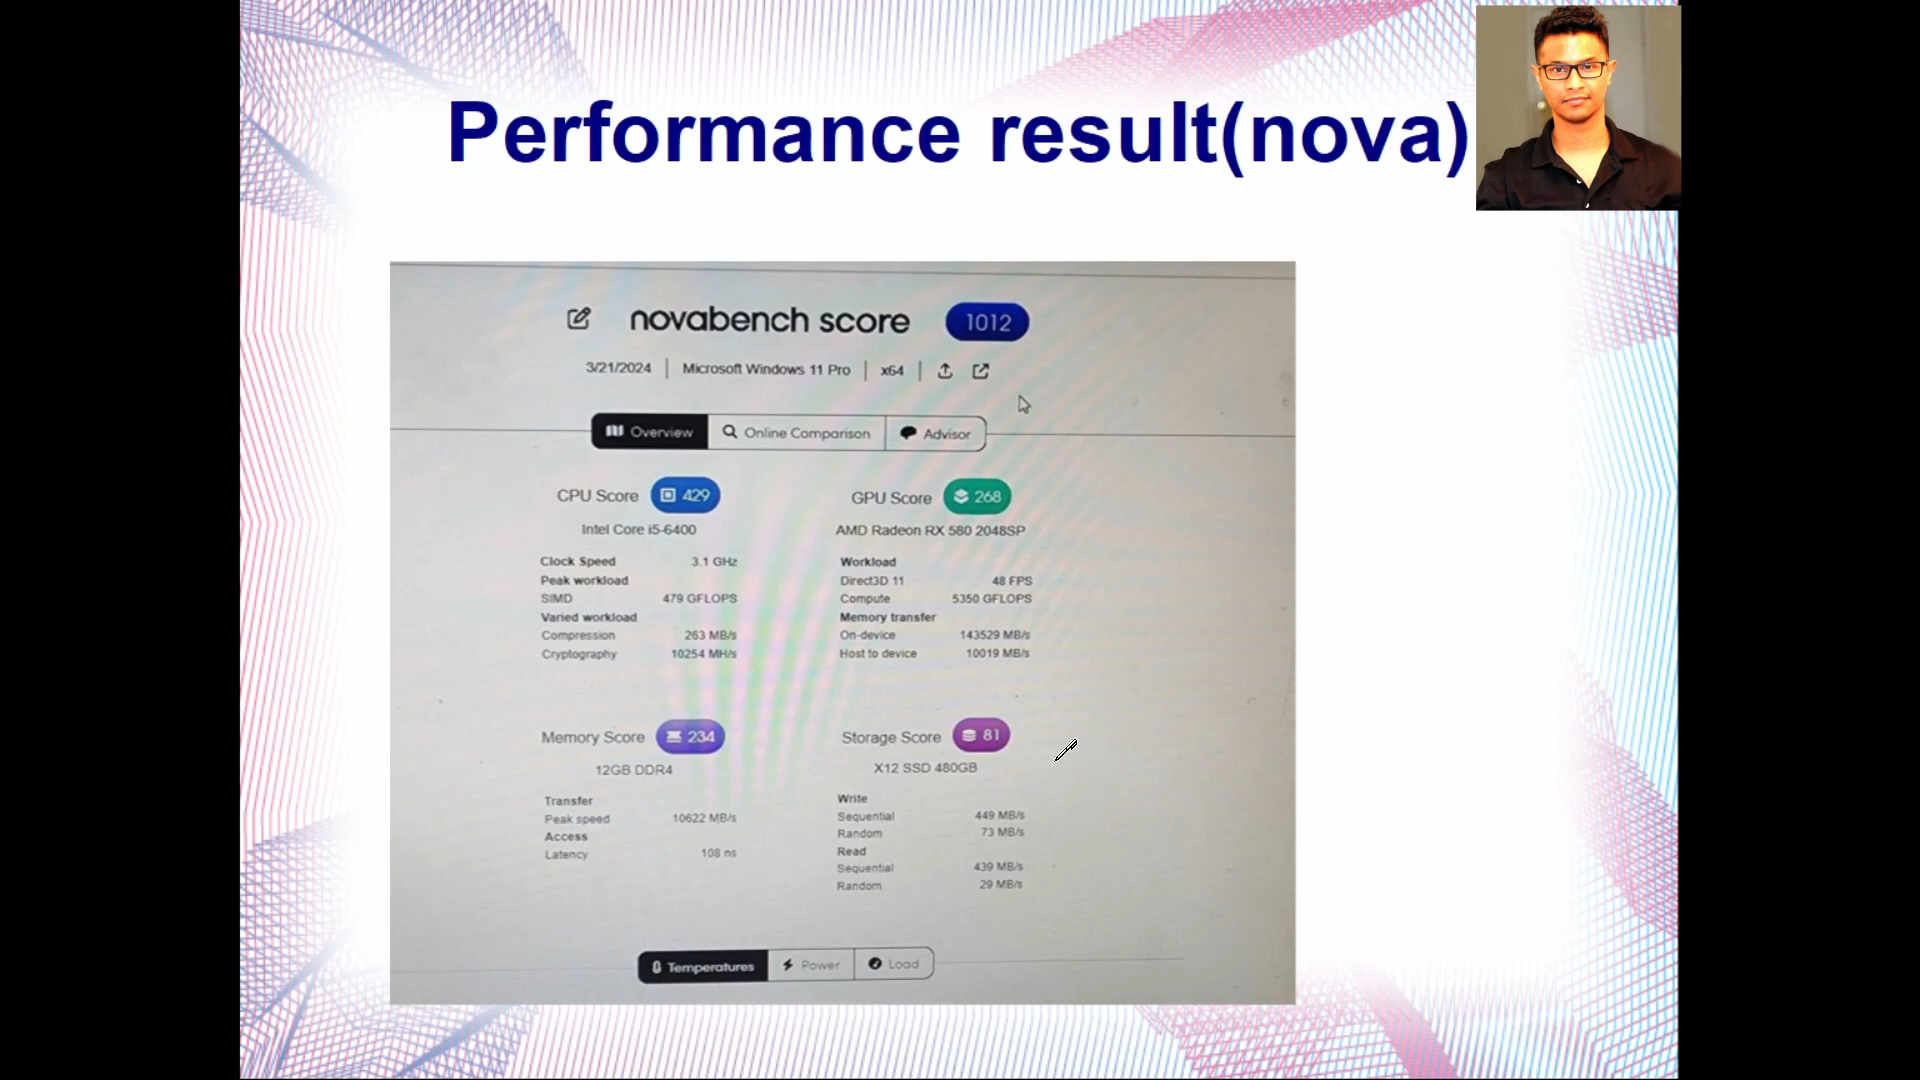 Performance result(nova)
novabench score 1012
3/21/2024 | Microsoft Windows 11 Pro | x64 |
Overview Online Comparison Advisor
CPU Score 429
Intel Core i5-6400
Clock Speed 3.1 GHz
Peak workload
SIMD 479 GFLOPS
Varied workload
Compression 263 MB/s
Cryptography 10254 MH/s
GPU Score 268
AMD Radeon RX 580 2048SP
Workload
Direct3D 11 48 FPS
Compute 5350 GFLOPS
Memory transfer
On-device 143529 MB/s
Host to device 10019 MB/s
Memory Score 234
12GB DDR4
Transfer
Peak speed 10622 MB/s
Access
Latency 108 ns
Storage Score 81
X12 SSD 480GB
Write
Sequential 449 MB/s
Random 73 MB/s
Read
Sequential 439 MB/s
Random 29 MB/s
Temperatures Power Load